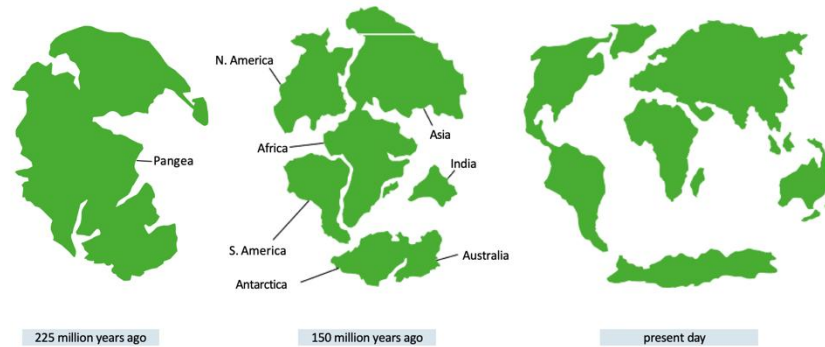 Pangea
N. America
Africa
Asia
India
S. America
Antarctica
Australia
225 million years ago
150 million years ago
present day